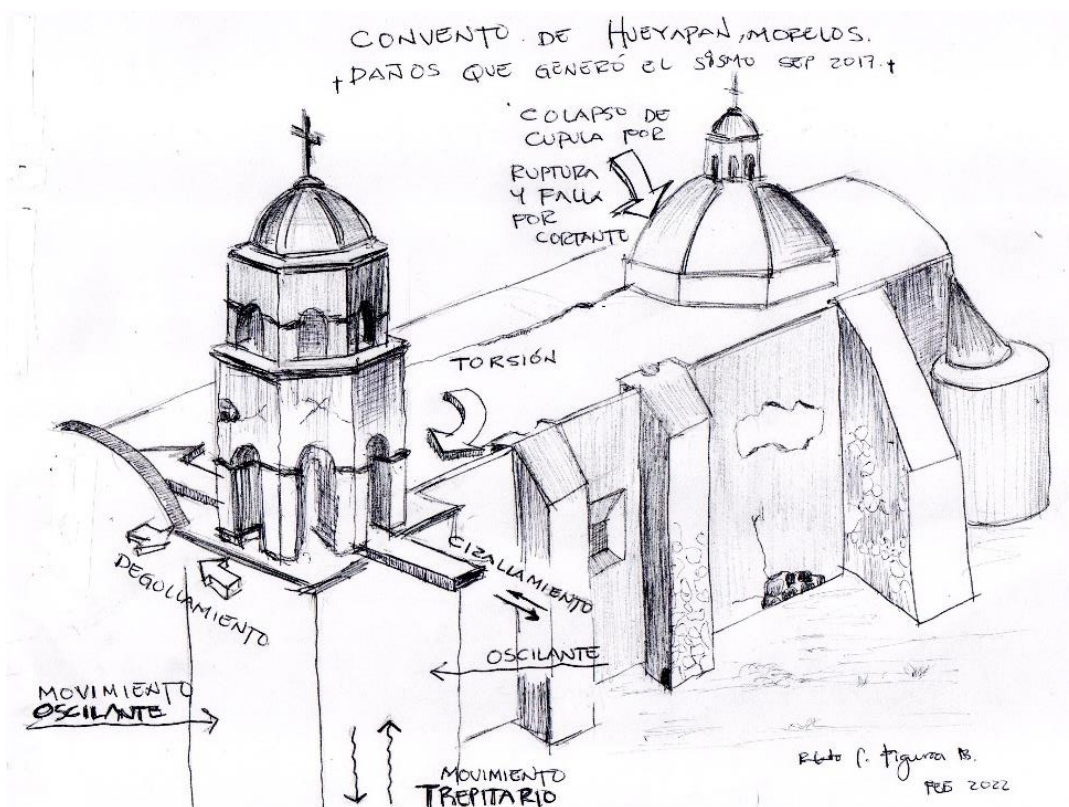 CONVENTO DE HUEYAPAN, MORELOS.
DAÑOS QUE GENERÓ EL SISMO SEP 2017.
COLAPSO DE
CUPULA POR
RUPTURA
Y FALLA
POR
CORTANTE
TORSIÓN
CIZALLAMIENTO
DEGOLLAMIENTO
OSCILANTE
MOVIMIENTO
OSCILANTE
MOVIMIENTO
TREPITARIO
Figueroa B.
FEB 2022